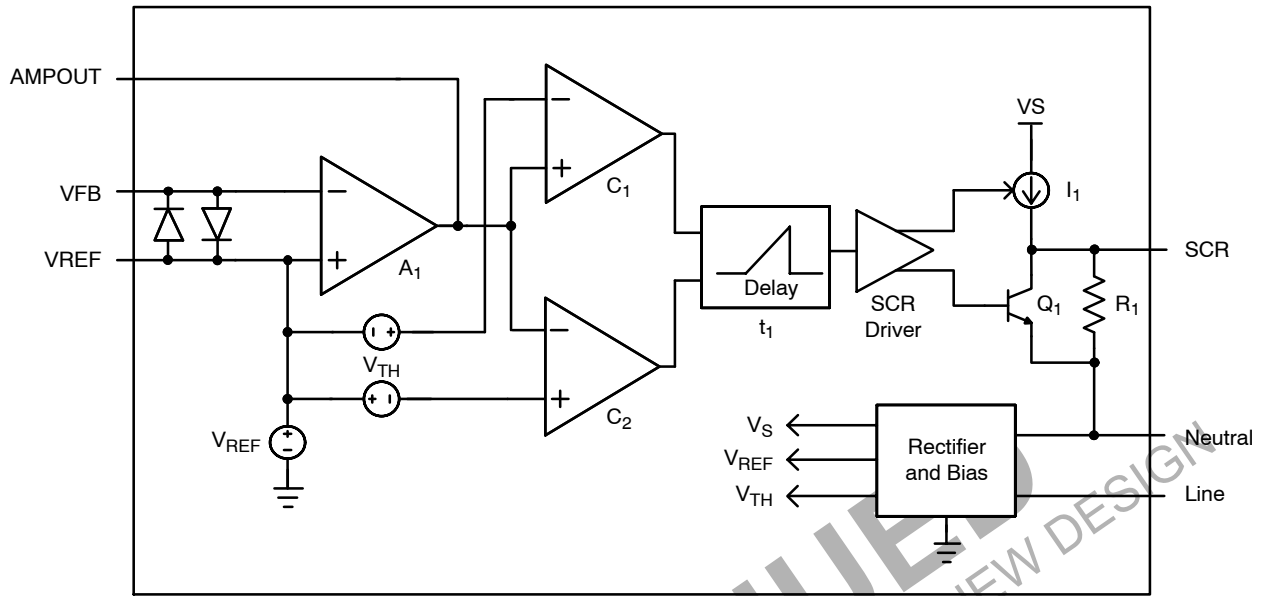 AMPOUT
VFB
VREF
−
+
A1
VTH
VREF
−
+
C1
−
+
C2
Delay
t1
SCR
Driver
VS
I1
Q1
R1
SCR
VS
VREF
VTH
Rectifier
and Bias
Neutral
Line
NEW DESIGN